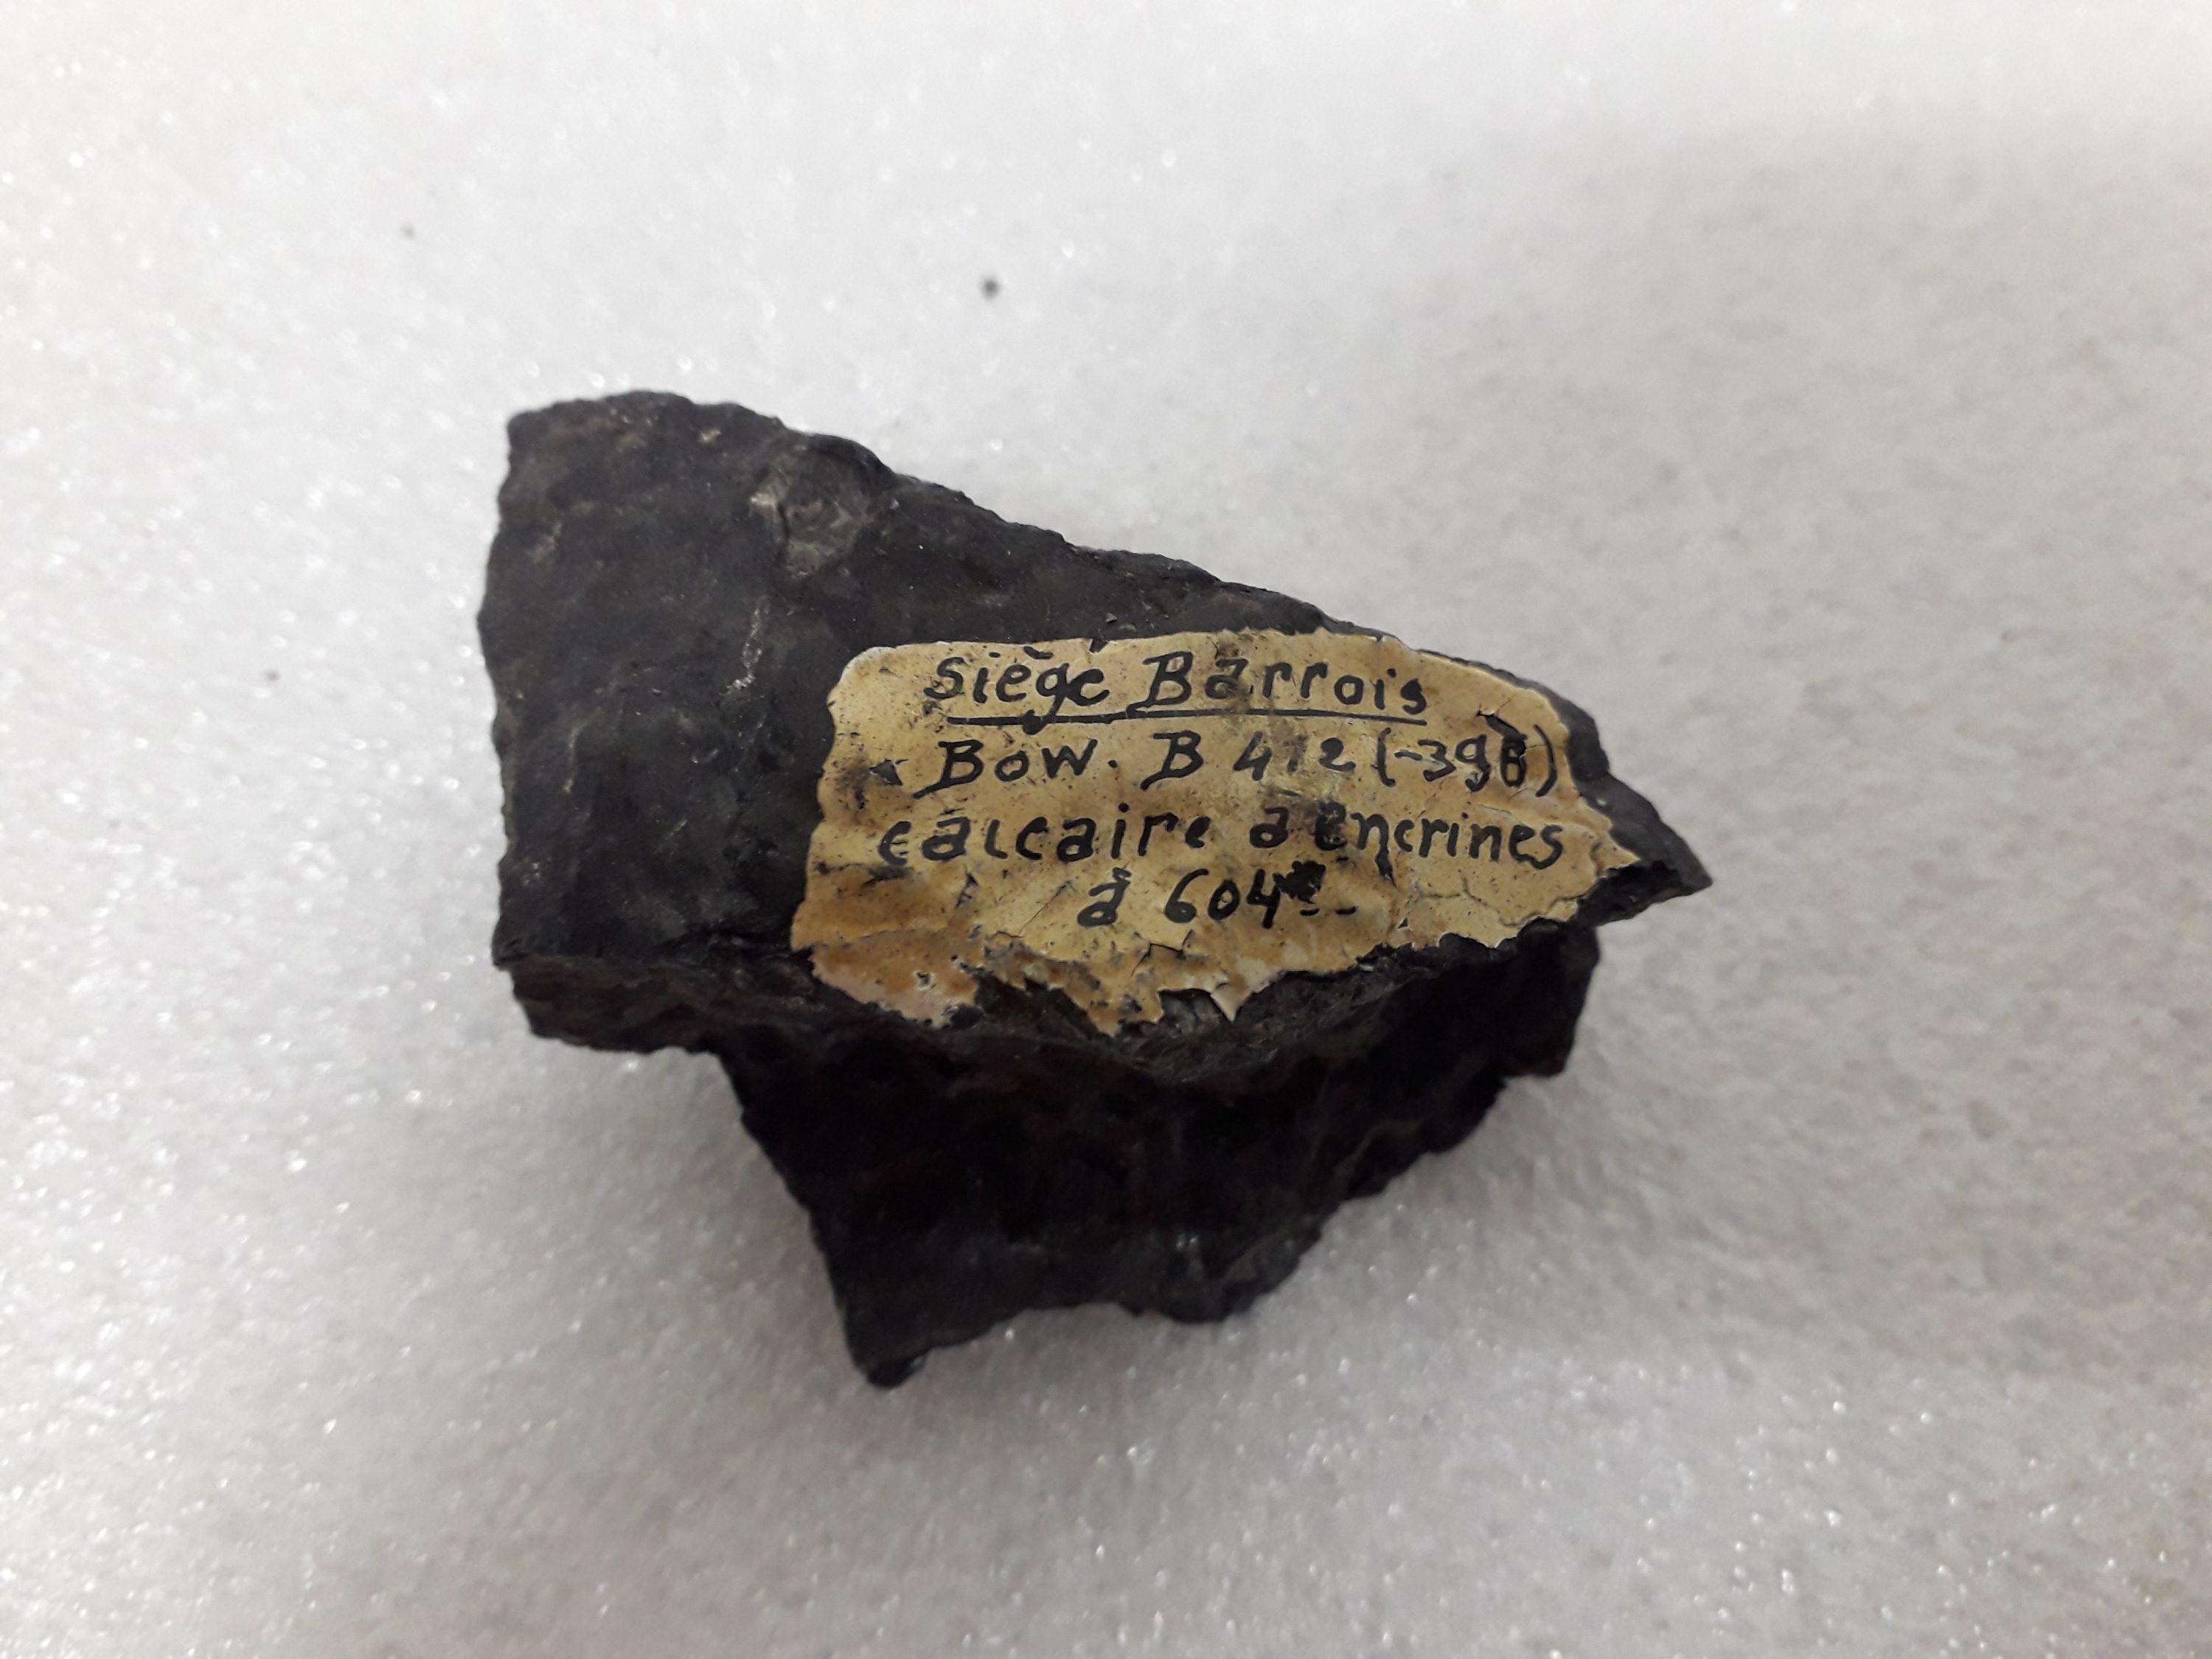 Siège Barrois
Bow. B 412 (-398)
calcaire à encrines
à 604